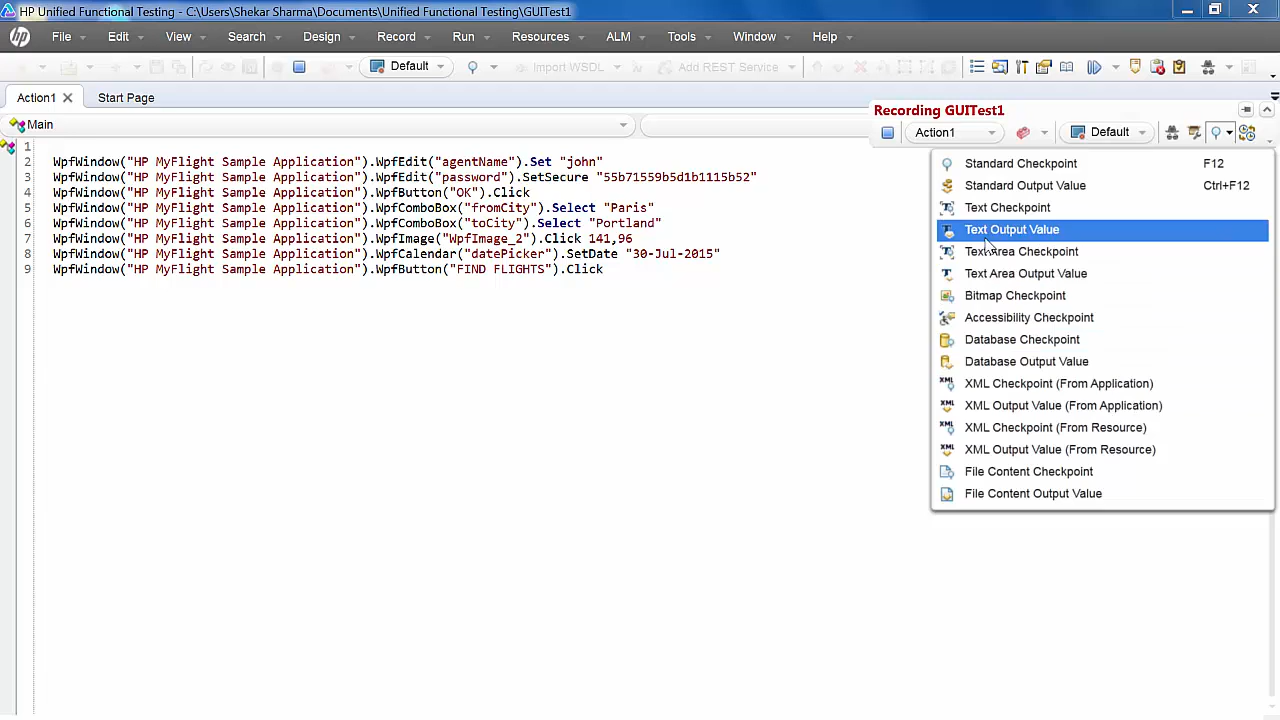 HP Unified Functional Testing - C:\Users\Shekar Sharma\Documents\Unified Functional Testing\GUITest1
hp File Edit View Search Design Record Run Resources ALM Tools Window Help
Default Import WSDL Add REST Service
Action1 Start Page
Recording GUITest1
Main
Action1 Default
1
2 WpfWindow("HP MyFlight Sample Application").WpfEdit("agentName").Set "john"
3 WpfWindow("HP MyFlight Sample Application").WpfEdit("password").SetSecure "55b71559b5d1b1115b52"
4 WpfWindow("HP MyFlight Sample Application").WpfButton("OK").Click
5 WpfWindow("HP MyFlight Sample Application").WpfComboBox("fromCity").Select "Paris"
6 WpfWindow("HP MyFlight Sample Application").WpfComboBox("toCity").Select "Portland"
7 WpfWindow("HP MyFlight Sample Application").WpfImage("WpfImage_2").Click 141,96
8 WpfWindow("HP MyFlight Sample Application").WpfCalendar("datePicker").SetDate "30-Jul-2015"
9 WpfWindow("HP MyFlight Sample Application").WpfButton("FIND FLIGHTS").Click
Standard Checkpoint F12
Standard Output Value Ctrl+F12
Text Checkpoint
Text Output Value
Text Area Checkpoint
Text Area Output Value
Bitmap Checkpoint
Accessibility Checkpoint
Database Checkpoint
Database Output Value
XML Checkpoint (From Application)
XML Output Value (From Application)
XML Checkpoint (From Resource)
XML Output Value (From Resource)
File Content Checkpoint
File Content Output Value